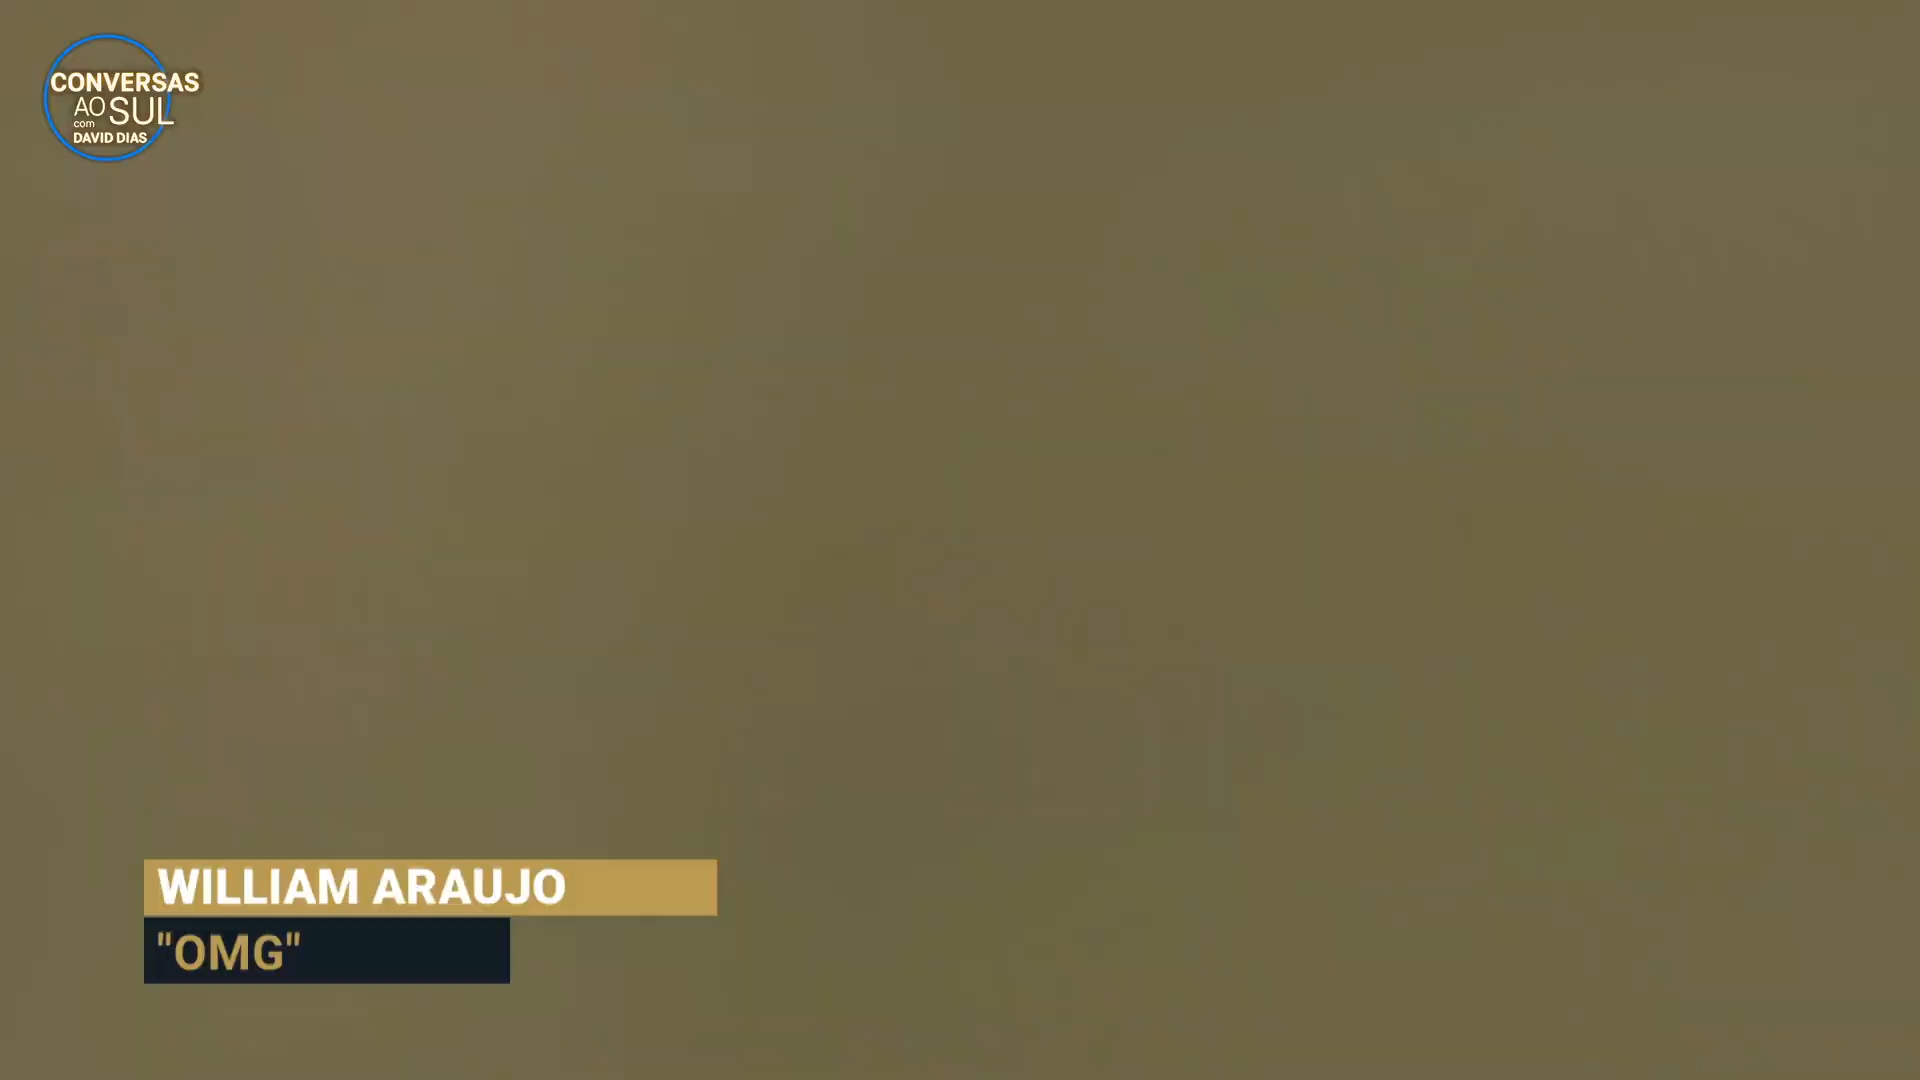 CONVERSAS
AO SUL
com
DAVID DIAS
WILLIAM ARAUJO
"OMG"